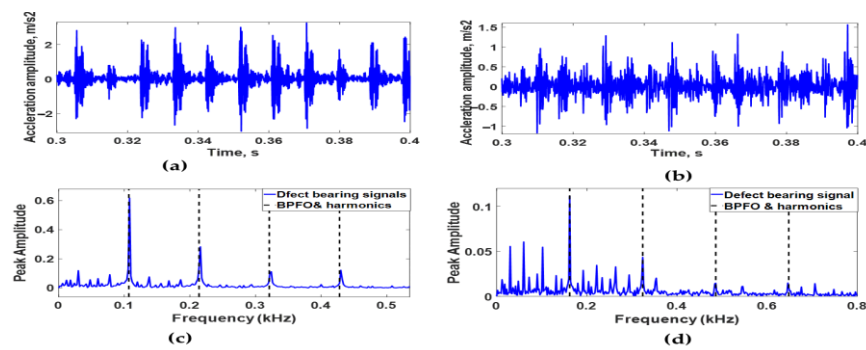 Accleration amplitude, m/s2
2
0
−2
0.3 0.32 0.34 0.36 0.38 0.4
Time, s
(a)
Accleration amplitude, m/s2
1.5
1
0.5
0
-0.5
-1
0.3 0.32 0.34 0.36 0.38 0.4
Time, s
(b)
Peak Amplitude
0.6
0.4
0.2
0
0 0.1 0.2 0.3 0.4 0.5
Frequency (kHz)
Dfect bearing signals
BPFO& harmonics
(c)
Peak Amplitude
0.1
0.05
0
0 0.2 0.4 0.6 0.8
Frequency (kHz)
Defect bearing signal
BPFO & harmonics
(d)